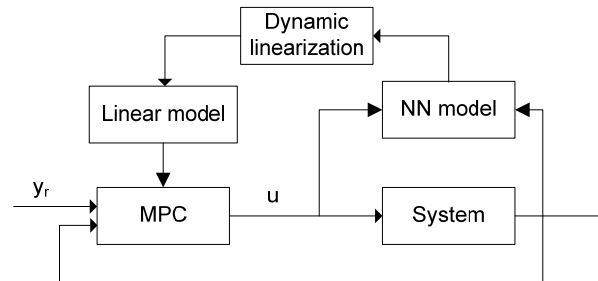 Dynamic
linearization
Linear model
NN model
yr
MPC
u
System